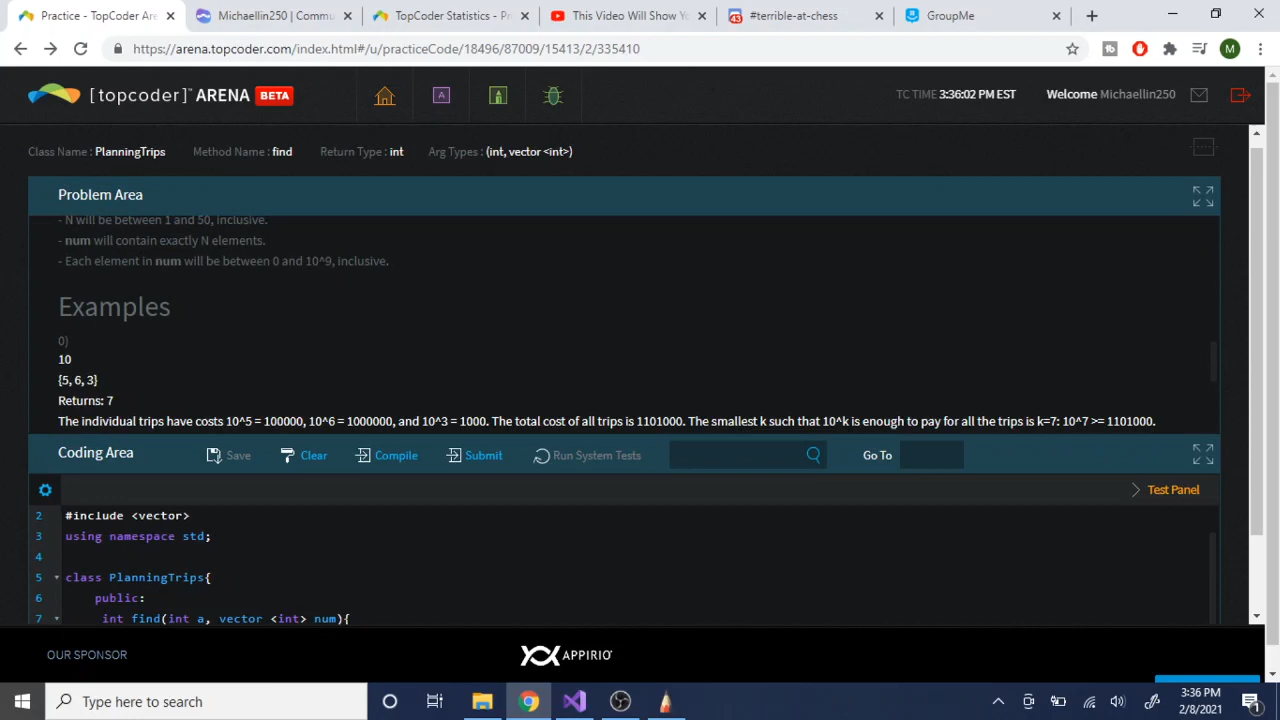 Practice - TopCoder Are
Michaellin250 | Commu
TopCoder Statistics - P
This Video Will Show Yo
43
#terrible-at-chess
GroupMe
https://arena.topcoder.com/index.html#/u/practiceCode/18496/87009/15413/2/335410
M
[topcoder]™ ARENA BETA
A
TC TIME 3:36:02 PM EST
Welcome Michaellin250
Class Name : PlanningTrips
Method Name : find
Return Type : int
Arg Types : (int, vector <int>)
Problem Area
- N will be between 1 and 50, inclusive.
- num will contain exactly N elements.
- Each element in num will be between 0 and 10^9, inclusive.
Examples
0)
10
{5, 6, 3}
Returns: 7
The individual trips have costs 10^5 = 100000, 10^6 = 1000000, and 10^3 = 1000. The total cost of all trips is 1101000. The smallest k such that 10^k is enough to pay for all the trips is k=7: 10^7 >= 1101000.
Coding Area
Save
Clear
Compile
Submit
Run System Tests
Go To
Test Panel
2 #include <vector>
3 using namespace std;
4
5 class PlanningTrips{
6 public:
7 int find(int a, vector <int> num){
OUR SPONSOR
APPIRIO
Type here to search
3:36 PM
2/8/2021
1